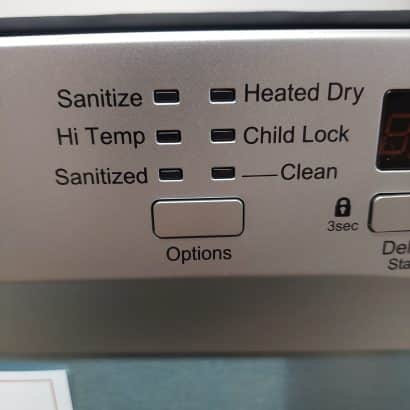 Sanitize Heated Dry
Hi Temp Child Lock
Sanitized Clean
3sec
Options